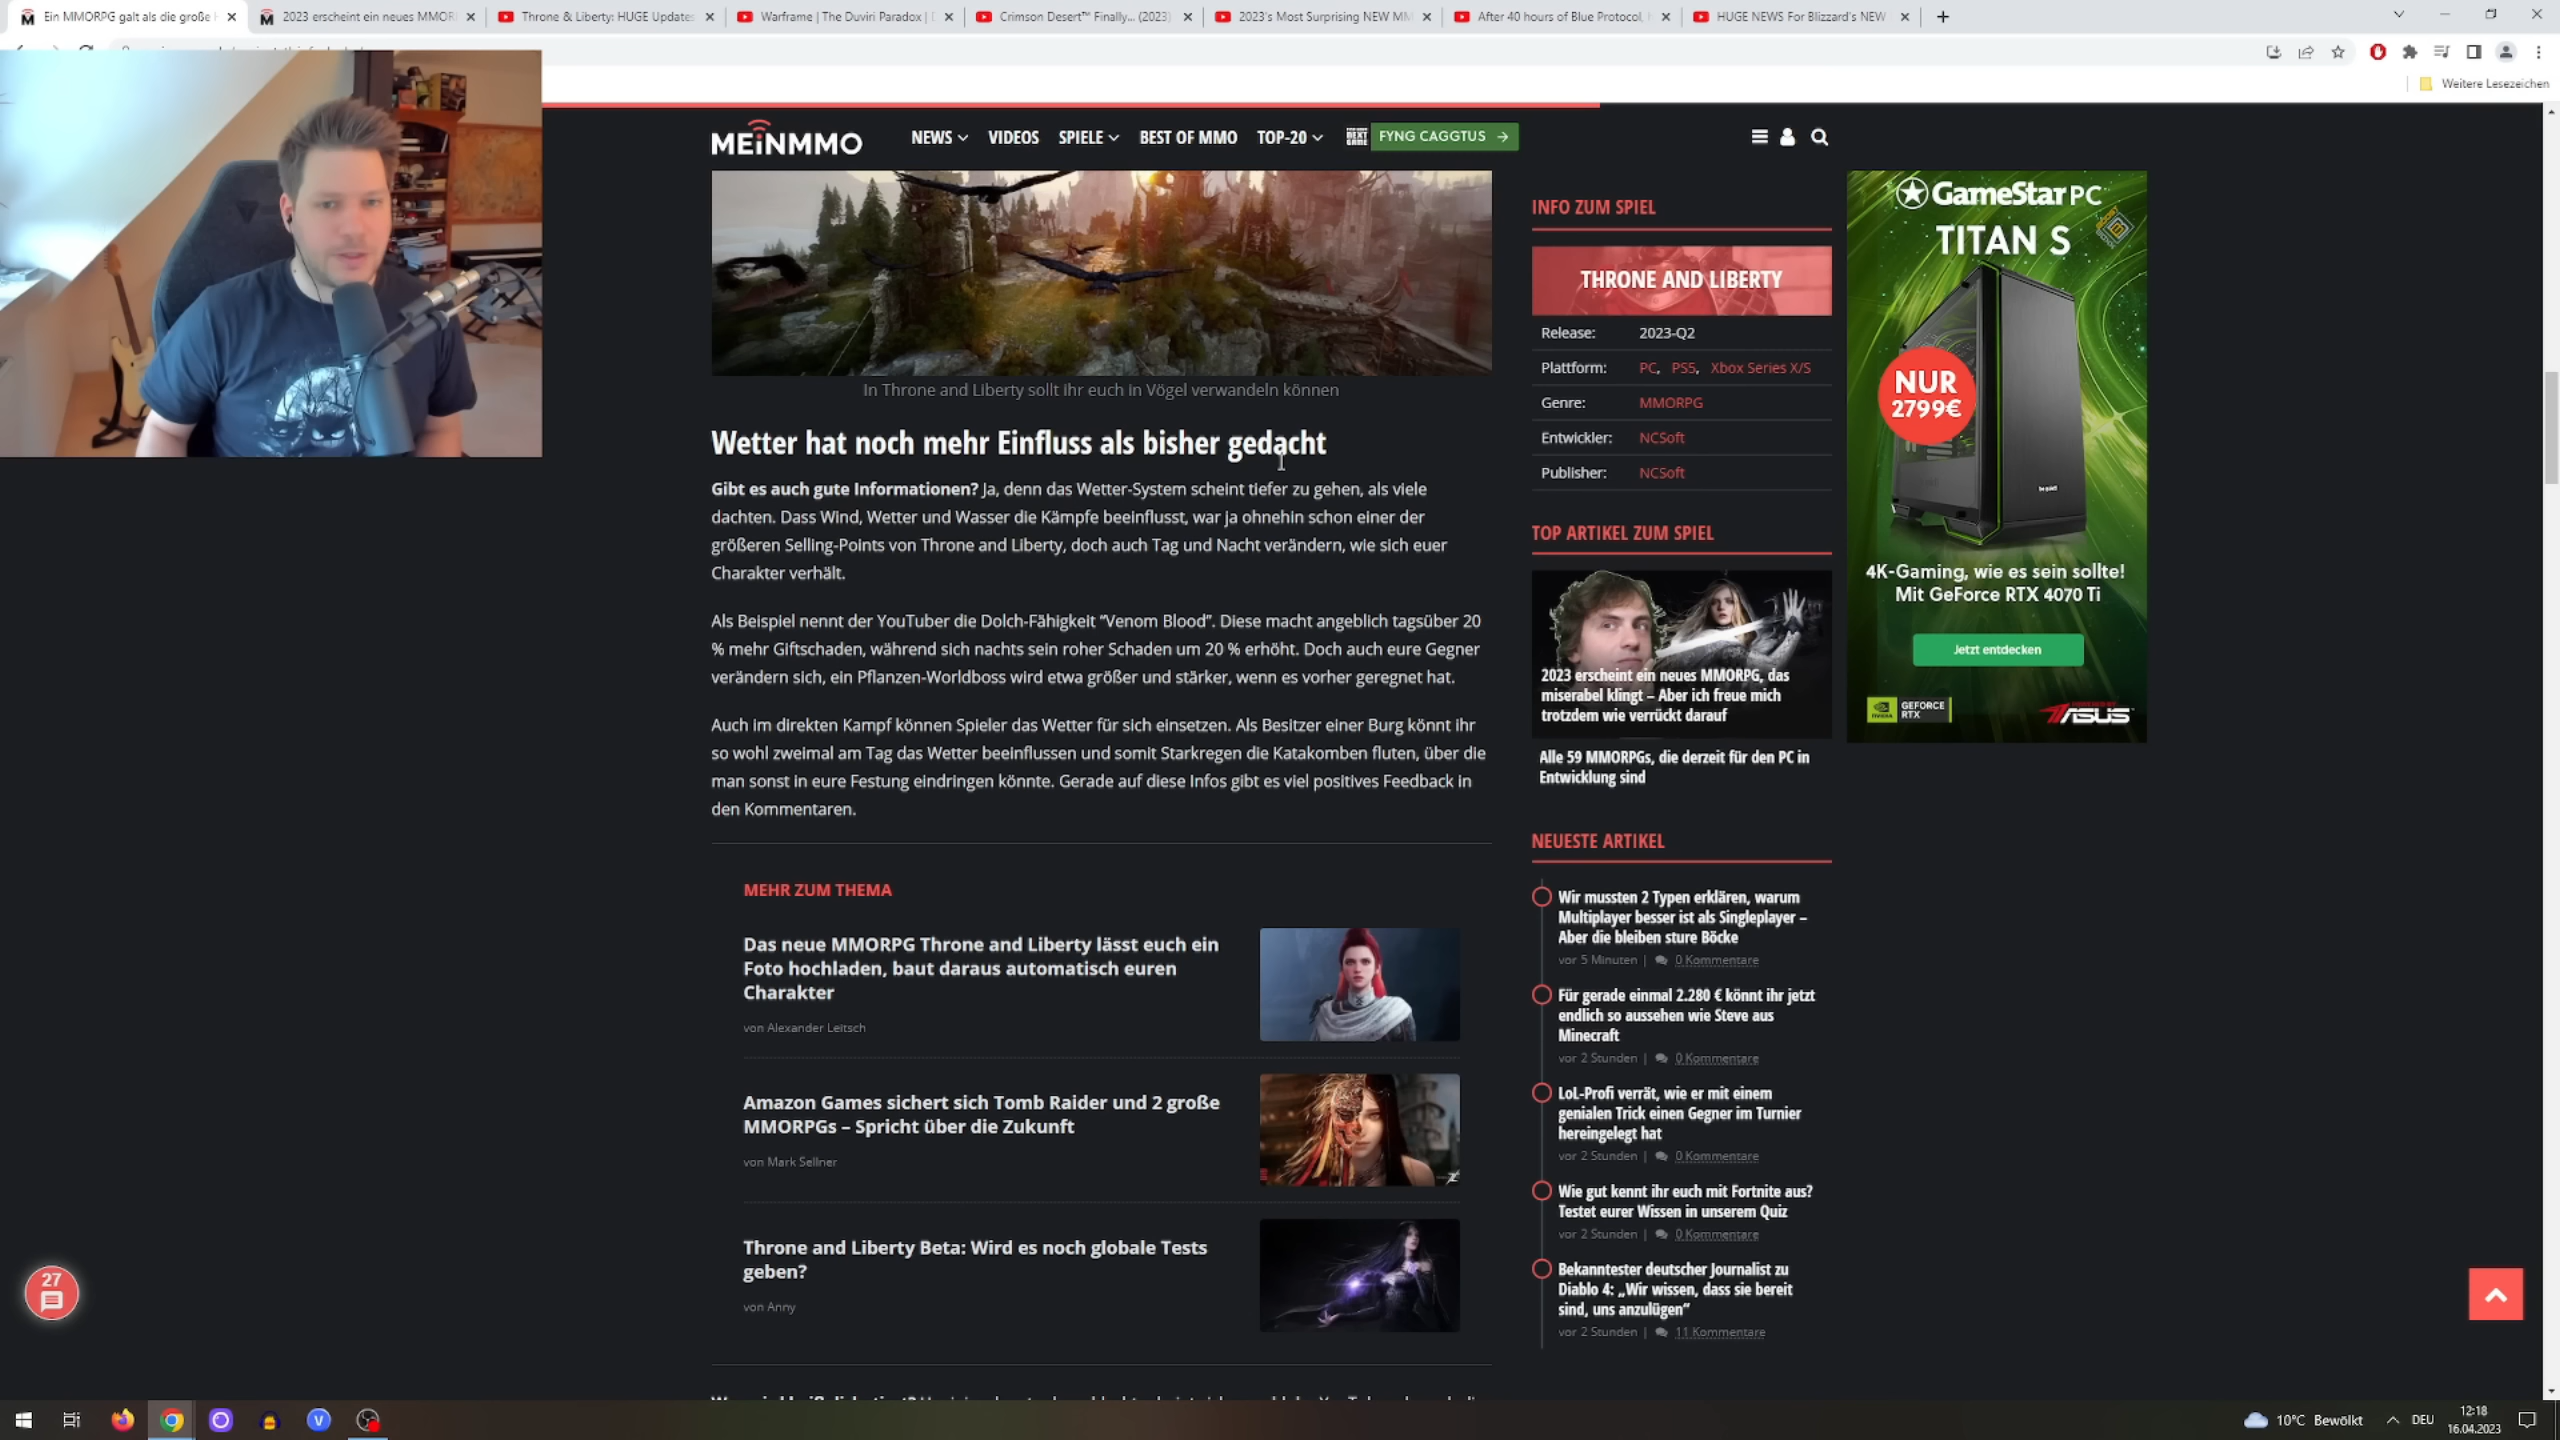 Ein MMORPG galt als die große H
2023 erscheint ein neues MMOR
Throne & Liberty: HUGE Updates
Warframe | The Duviri Paradox |
Crimson Desert™ Finally... (2023)
2023's Most Surprising NEW MM
After 40 hours of Blue Protocol,
HUGE NEWS For Blizzard's NEW
Weitere Lesezeichen
MEiNMMO
NEWS
VIDEOS
SPIELE
BEST OF MMO
TOP-20
FYNG CAGGTUS
In Throne and Liberty sollt ihr euch in Vögel verwandeln können
Wetter hat noch mehr Einfluss als bisher gedacht
Gibt es auch gute Informationen? Ja, denn das Wetter-System scheint tiefer zu gehen, als viele
dachten. Dass Wind, Wetter und Wasser die Kämpfe beeinflusst, war ja ohnehin schon einer der
größeren Selling-Points von Throne and Liberty, doch auch Tag und Nacht verändern, wie sich euer
Charakter verhält.
Als Beispiel nennt der YouTuber die Dolch-Fähigkeit “Venom Blood”. Diese macht angeblich tagsüber 20
% mehr Giftschaden, während sich nachts sein roher Schaden um 20 % erhöht. Doch auch eure Gegner
verändern sich, ein Pflanzen-Worldboss wird etwa größer und stärker, wenn es vorher geregnet hat.
Auch im direkten Kampf können Spieler das Wetter für sich einsetzen. Als Besitzer einer Burg könnt ihr
so wohl zweimal am Tag das Wetter beeinflussen und somit Starkregen die Katakomben fluten, über die
man sonst in eure Festung eindringen könnte. Gerade auf diese Infos gibt es viel positives Feedback in
den Kommentaren.
MEHR ZUM THEMA
Das neue MMORPG Throne and Liberty lässt euch ein
Foto hochladen, baut daraus automatisch euren
Charakter
von Alexander Leitsch
Amazon Games sichert sich Tomb Raider und 2 große
MMORPGs – Spricht über die Zukunft
von Mark Sellner
Throne and Liberty Beta: Wird es noch globale Tests
geben?
von Anny
INFO ZUM SPIEL
THRONE AND LIBERTY
Release: 2023-Q2
Plattform: PC, PS5, Xbox Series X/S
Genre: MMORPG
Entwickler: NCSoft
Publisher: NCSoft
TOP ARTIKEL ZUM SPIEL
2023 erscheint ein neues MMORPG, das
miserabel klingt – Aber ich freue mich
trotzdem wie verrückt darauf
Alle 59 MMORPGs, die derzeit für den PC in
Entwicklung sind
NEUESTE ARTIKEL
Wir mussten 2 Typen erklären, warum
Multiplayer besser ist als Singleplayer –
Aber die bleiben sture Böcke
vor 5 Minuten | 0 Kommentare
Für gerade einmal 2.280 € könnt ihr jetzt
endlich so aussehen wie Steve aus
Minecraft
vor 2 Stunden | 0 Kommentare
LoL-Profi verrät, wie er mit einem
genialen Trick einen Gegner im Turnier
hereingelegt hat
vor 2 Stunden | 0 Kommentare
Wie gut kennt ihr euch mit Fortnite aus?
Testet eurer Wissen in unserem Quiz
vor 2 Stunden | 0 Kommentare
Bekanntester deutscher Journalist zu
Diablo 4: „Wir wissen, dass sie bereit
sind, uns anzulügen“
vor 2 Stunden | 11 Kommentare
GameStar PC
TITAN S
NUR
2799€
be quiet!
4K-Gaming, wie es sein sollte!
Mit GeForce RTX 4070 Ti
Jetzt entdecken
NVIDIA
GEFORCE
RTX
POWERED BY
ASUS
27
10°C Bewölkt
DEU
12:18
16.04.2023